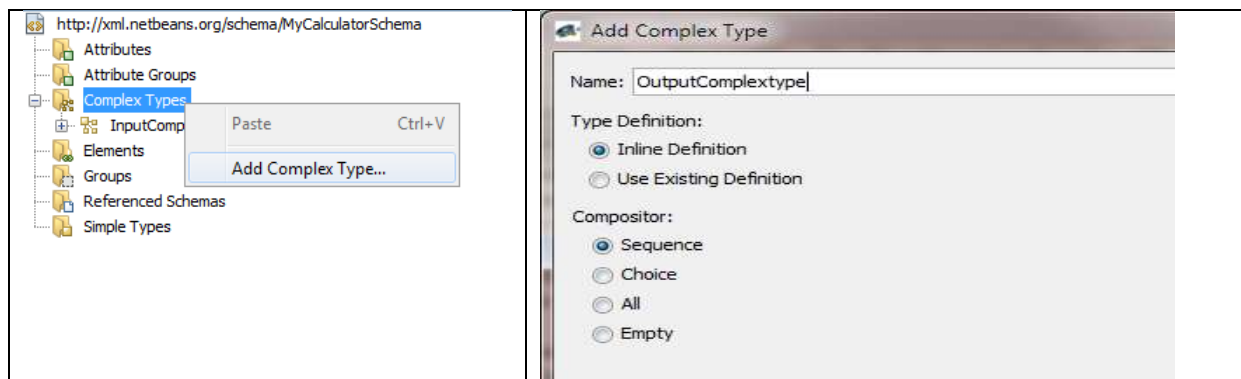 http://xml.netbeans.org/schema/MyCalculatorSchema
Attributes
Attribute Groups
Complex Types
InputComp
Paste Ctrl+V
Add Complex Type...
Elements
Groups
Referenced Schemas
Simple Types
Add Complex Type
Name: OutputComplextype
Type Definition:
Inline Definition
Use Existing Definition
Compositor:
Sequence
Choice
All
Empty